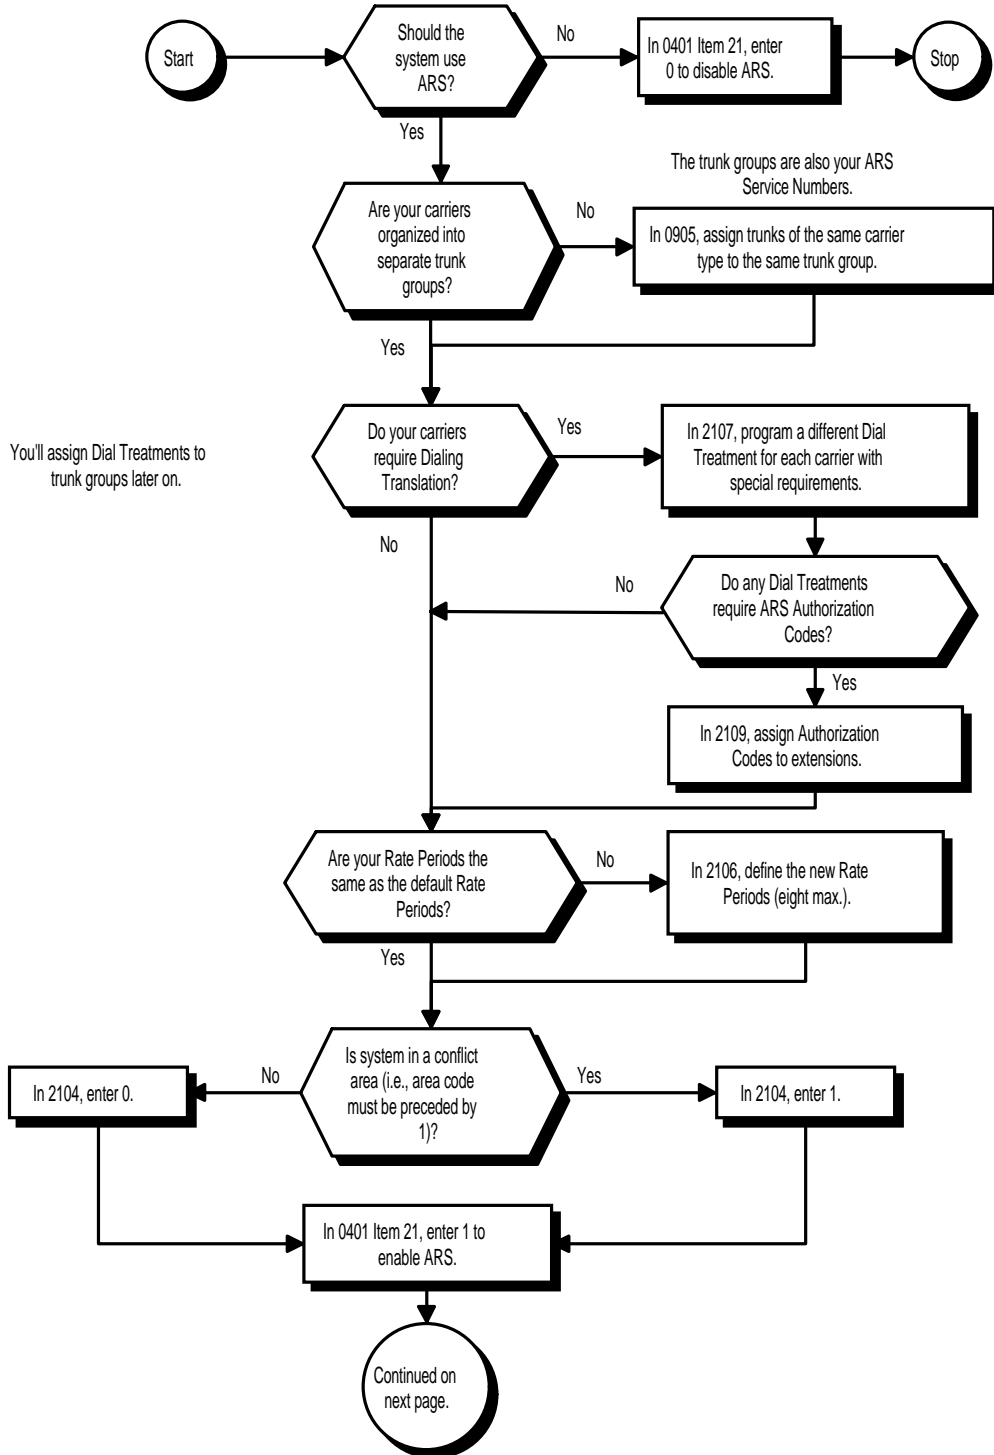 Start
Should the
system use
ARS?
No
In 0401 Item 21, enter
0 to disable ARS.
Stop
Yes
The trunk groups are also your ARS
Service Numbers.
Are your carriers
organized into
separate trunk
groups?
No
In 0905, assign trunks of the same carrier
type to the same trunk group.
Yes
You'll assign Dial Treatments to
trunk groups later on.
Do your carriers
require Dialing
Translation?
Yes
In 2107, program a different Dial
Treatment for each carrier with
special requirements.
No
Do any Dial Treatments
require ARS Authorization
Codes?
No
Yes
In 2109, assign Authorization
Codes to extensions.
Are your Rate Periods the
same as the default Rate
Periods?
No
In 2106, define the new Rate
Periods (eight max.).
Yes
Is system in a conflict
area (i.e., area code
must be preceded by
1)?
No
In 2104, enter 0.
Yes
In 2104, enter 1.
In 0401 Item 21, enter 1 to
enable ARS.
Continued on
next page.